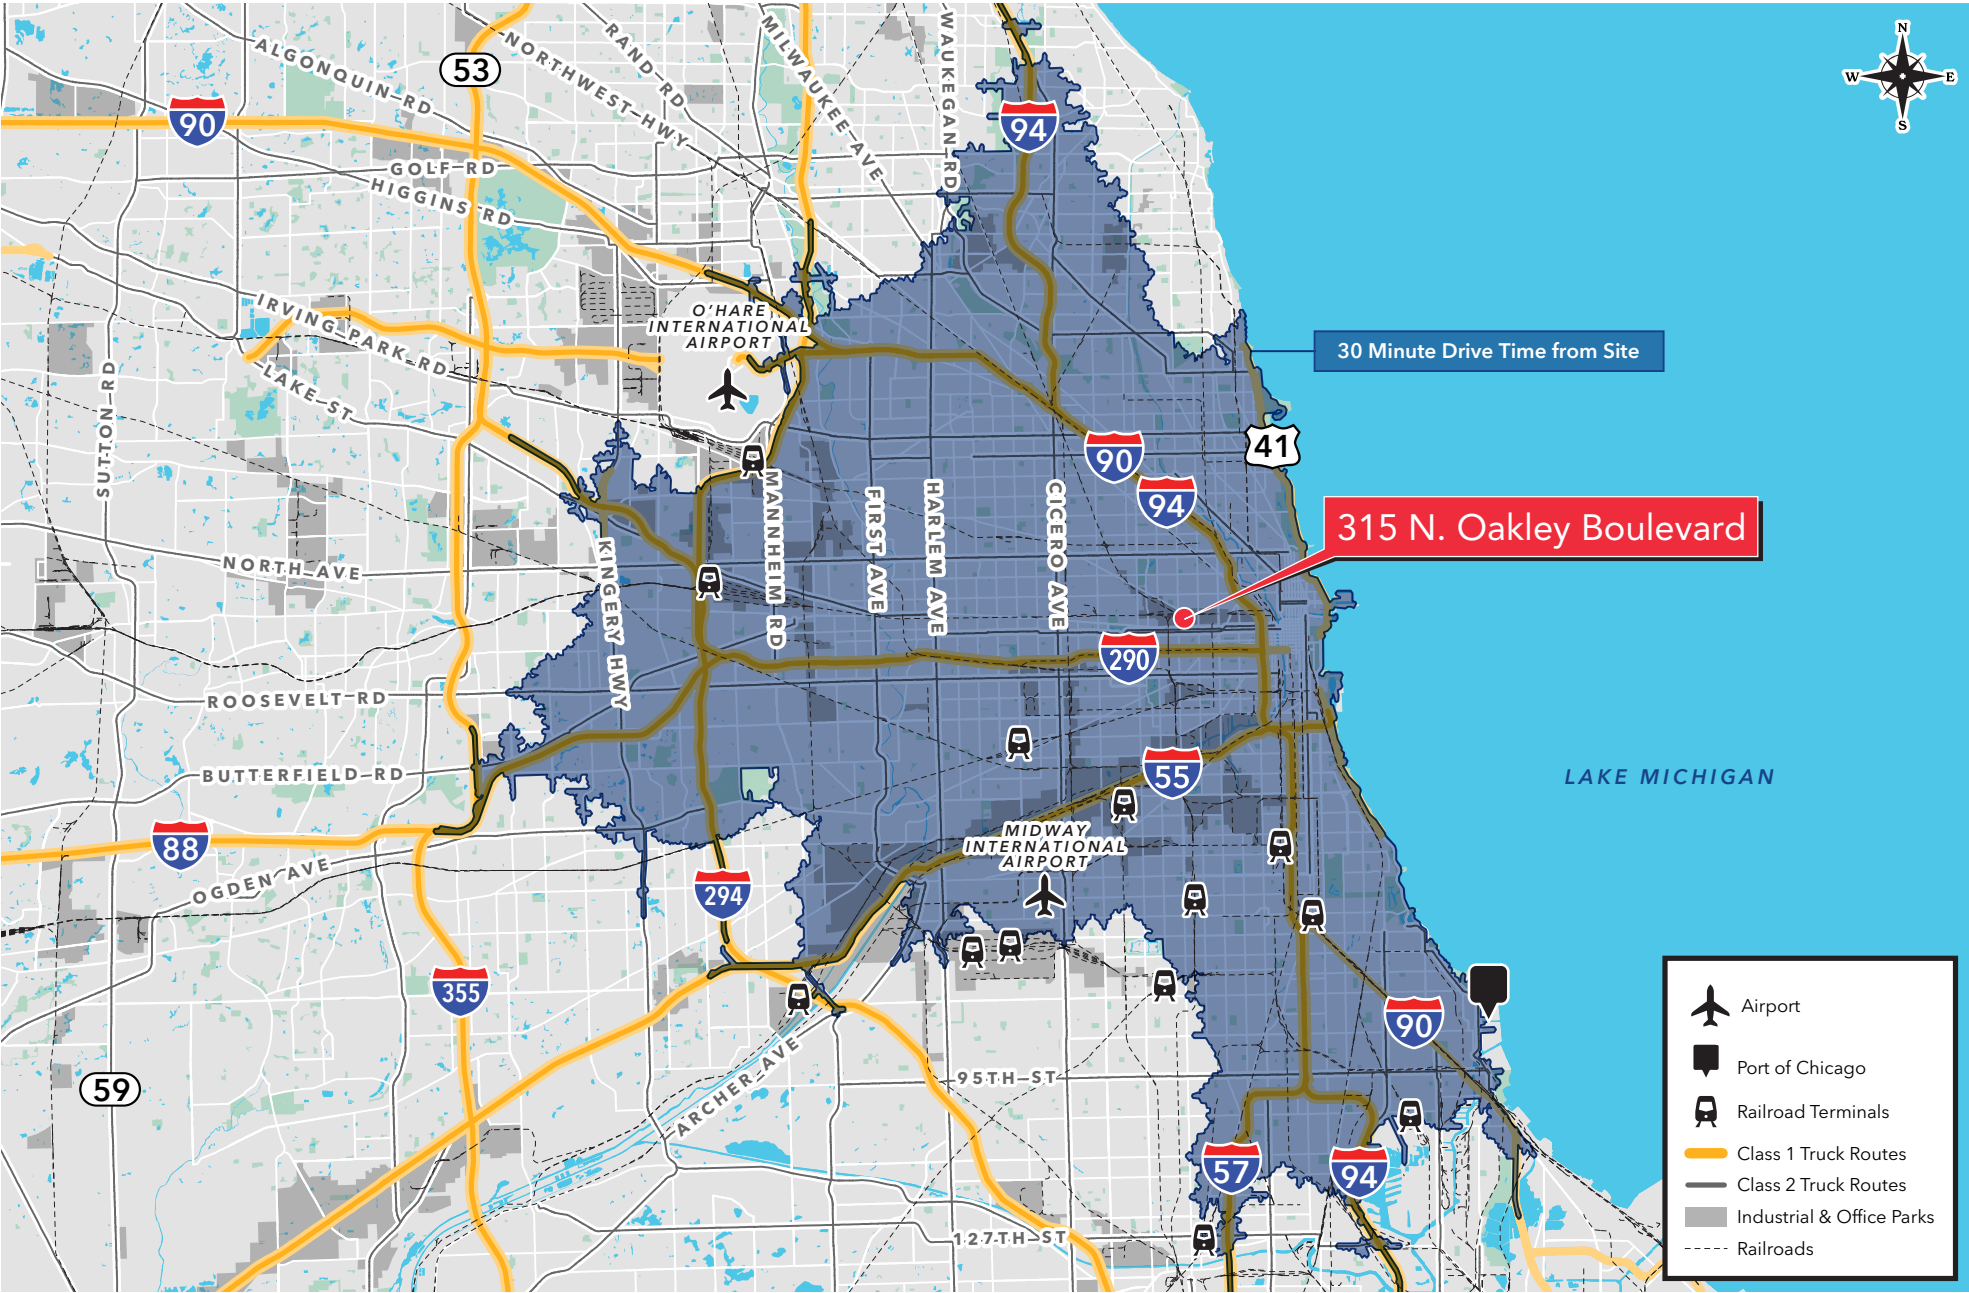 N
W
E
S
ALGONQUIN RD
53
NORTHWEST HWY
RAND RD
MILWAUKEE AVE
WAUKEGAN RD
90
94
GOLF RD
HIGGINS RD
O'HARE
INTERNATIONAL
AIRPORT
IRVING PARK RD
LAKE ST
30 Minute Drive Time from Site
SUTTON RD
90
41
94
315 N. Oakley Boulevard
MANNHEIM RD
FIRST AVE
HARLEM AVE
CICERO AVE
NORTH AVE
KINGERY HWY
290
ROOSEVELT RD
BUTTERFIELD RD
55
LAKE MICHIGAN
88
MIDWAY
INTERNATIONAL
AIRPORT
OGDEN AVE
294
355
90
59
95TH ST
ARCHER AVE
57
94
127TH ST
Airport
Port of Chicago
Railroad Terminals
Class 1 Truck Routes
Class 2 Truck Routes
Industrial & Office Parks
Railroads